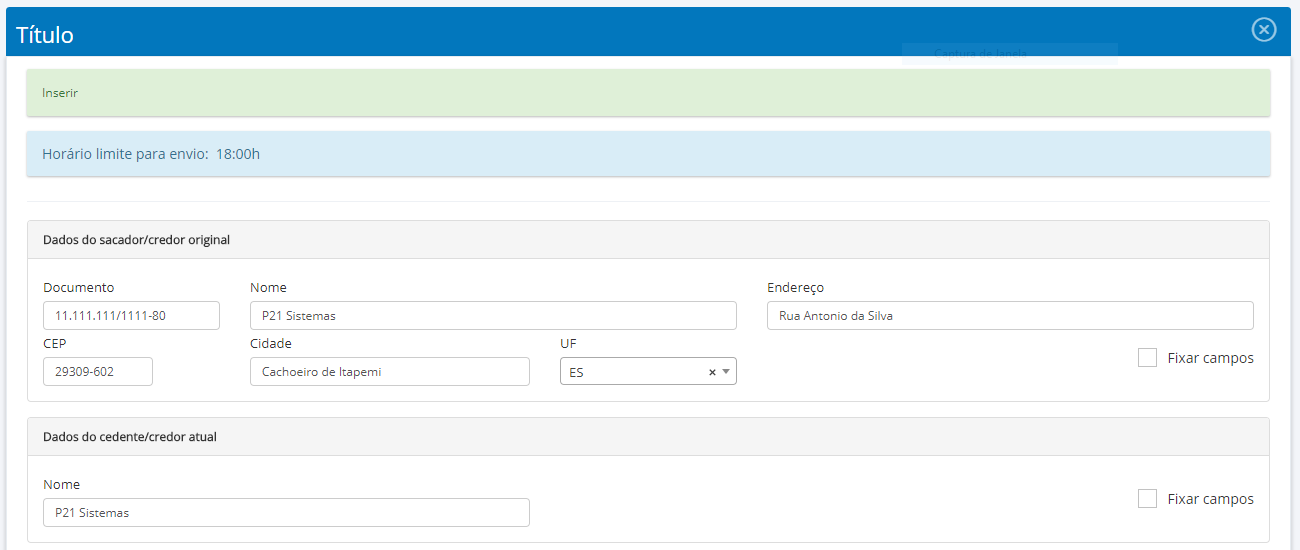 Título
Captura de Janela
Inserir
Horário limite para envio: 18:00h
Dados do sacador/credor original
Documento Nome Endereço
11.111.111/1111-80 P21 Sistemas Rua Antonio da Silva
CEP Cidade UF
29309-602 Cachoeiro de Itapemi ES × Fixar campos
Dados do cedente/credor atual
Nome
P21 Sistemas Fixar campos